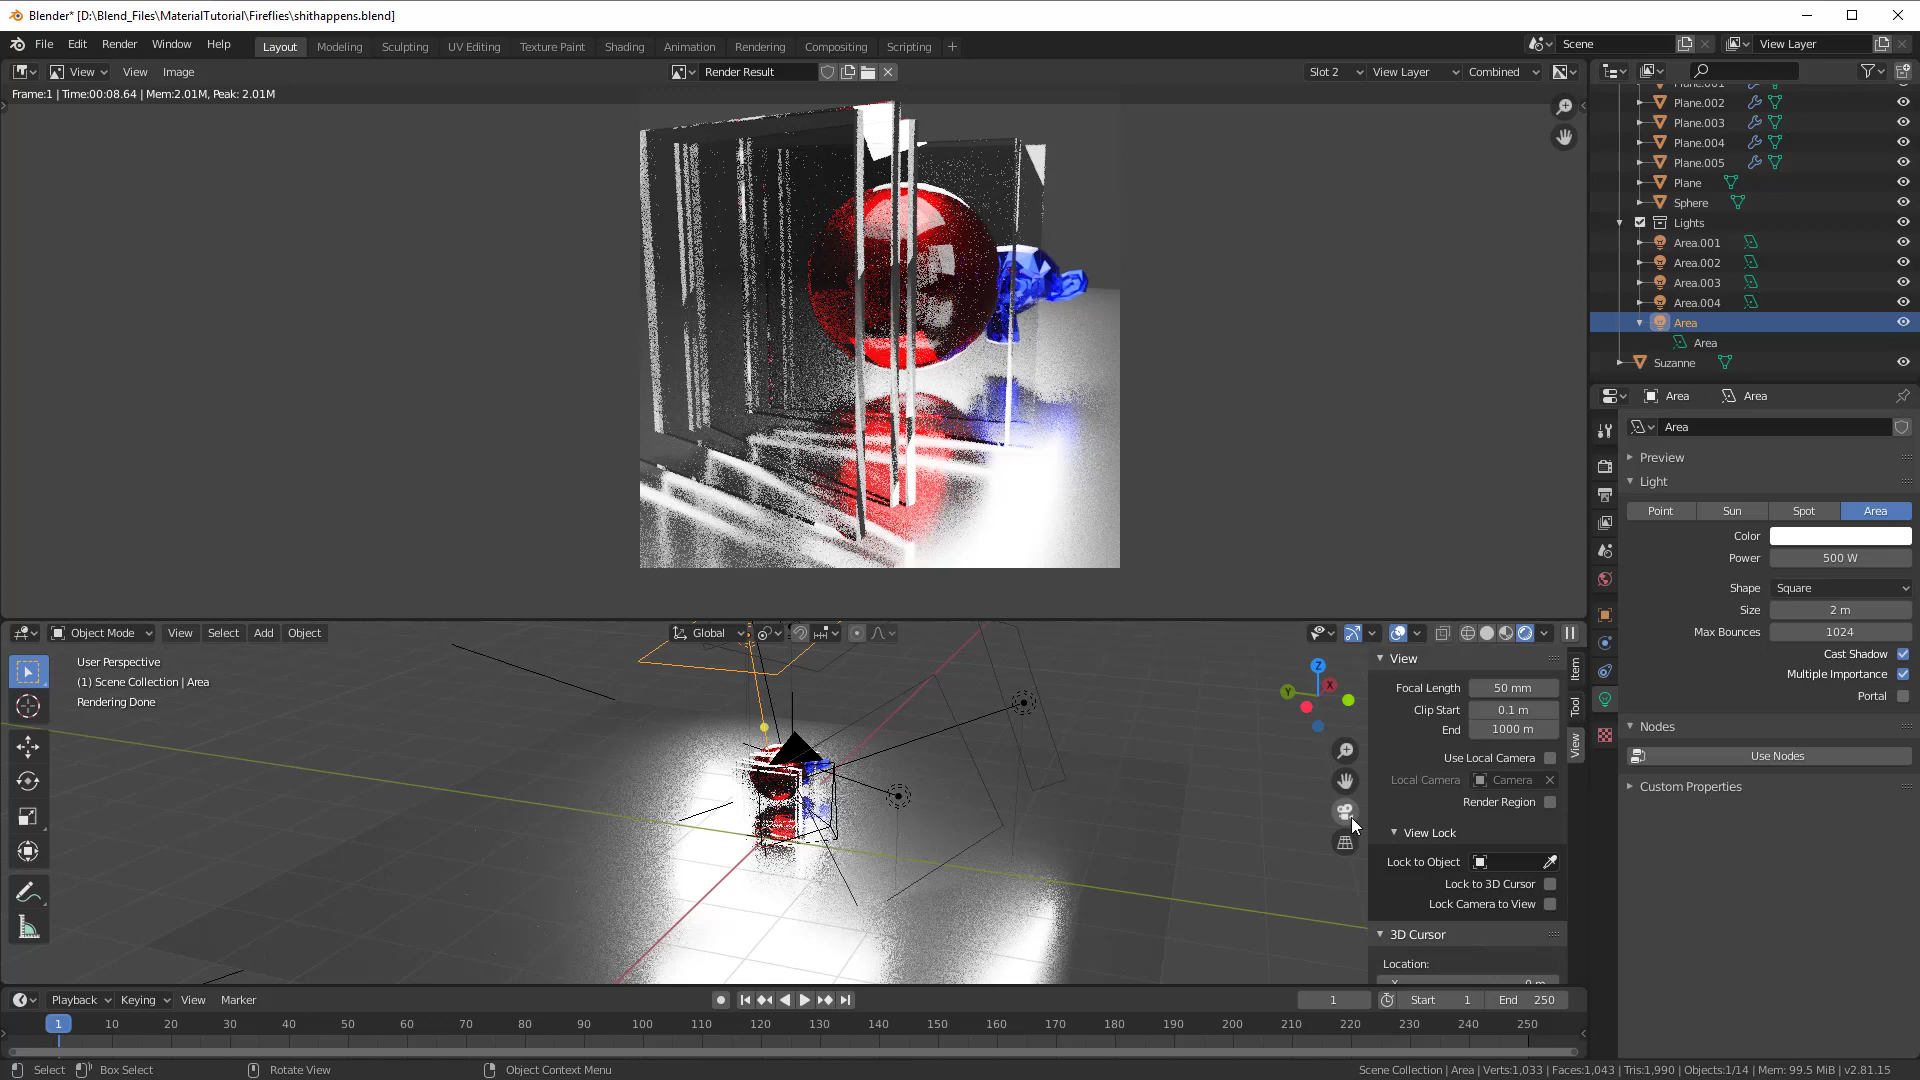 Blender* [D:\Blend_Files\MaterialTutorial\Fireflies\shithappens.blend]
File Edit Render Window Help Layout Modeling Sculpting UV Editing Texture Paint Shading Animation Rendering Compositing Scripting Scene View Layer
View View Image Render Result Slot 2 View Layer Combined
Frame:1 | Time:00:08.64 | Mem:2.01M, Peak: 2.01M
Plane.001
Plane.002
Plane.003
Plane.004
Plane.005
Plane
Sphere
Lights
Area.001
Area.002
Area.003
Area.004
Area
Area
Suzanne
Area Area
Area
Preview
Light
Point Sun Spot Area
Color
Power 500 W
Shape Square
Size 2 m
Max Bounces 1024
Cast Shadow
Multiple Importance
Portal
Nodes
Use Nodes
Custom Properties
Object Mode View Select Add Object Global
User Perspective
(1) Scene Collection | Area
Rendering Done
Z
Y
X
View
Focal Length 50 mm
Clip Start 0.1 m
End 1000 m
Use Local Camera
Local Camera Camera
Render Region
View Lock
Lock to Object
Lock to 3D Cursor
Lock Camera to View
3D Cursor
Location:
X 0 m
Item
Tool
View
Playback Keying View Marker 1 Start 1 End 250
1 10 20 30 40 50 60 70 80 90 100 110 120 130 140 150 160 170 180 190 200 210 220 230 240 250
Select Box Select Rotate View Object Context Menu Scene Collection | Area | Verts:1,033 | Faces:1,043 | Tris:1,990 | Objects:1/14 | Mem: 99.5 MiB | v2.81.15